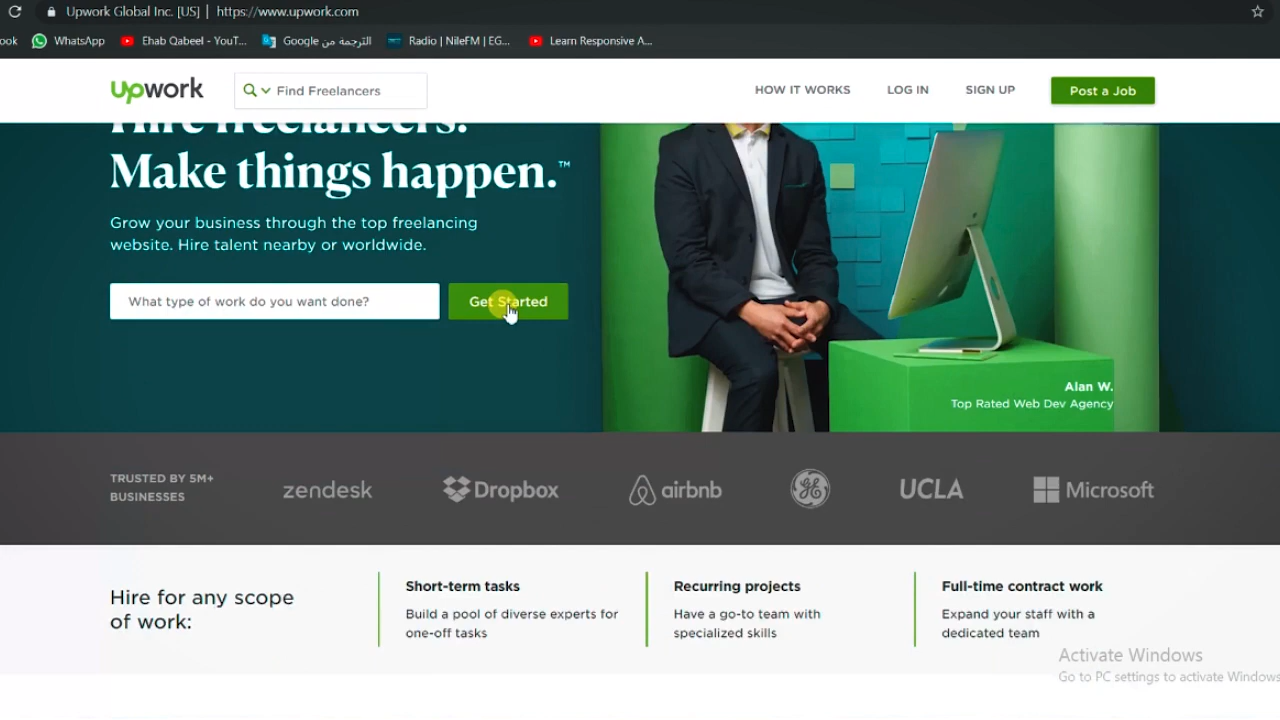 Upwork Global Inc. [US] | https://www.upwork.com
ook WhatsApp Ehab Qabeel - YouT... الترجمة من Google Radio | NileFM | EG... Learn Responsive A...
Upwork Find Freelancers HOW IT WORKS LOG IN SIGN UP Post a Job
Hire freelancers.
Make things happen.™
Grow your business through the top freelancing
website. Hire talent nearby or worldwide.
What type of work do you want done? Get Started
Alan W.
Top Rated Web Dev Agency
TRUSTED BY 5M+
BUSINESSES
zendesk Dropbox airbnb GE UCLA Microsoft
Hire for any scope
of work:
Short-term tasks
Build a pool of diverse experts for
one-off tasks
Recurring projects
Have a go-to team with
specialized skills
Full-time contract work
Expand your staff with a
dedicated team
Activate Windows
Go to PC settings to activate Windows